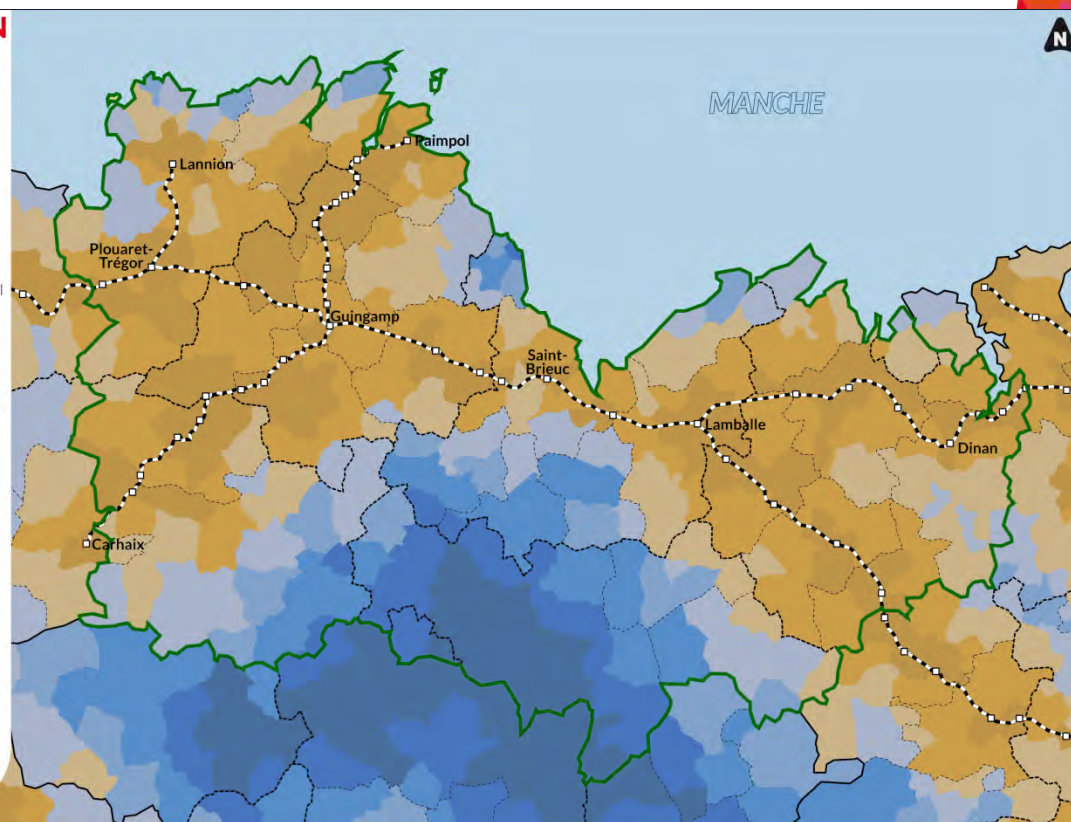 N
N
MANCHE
Paimpol
Lannion
Plouaret-
Trégor
Guingamp
Saint-
Brieuc
Lamballe
Dinan
Carhaix